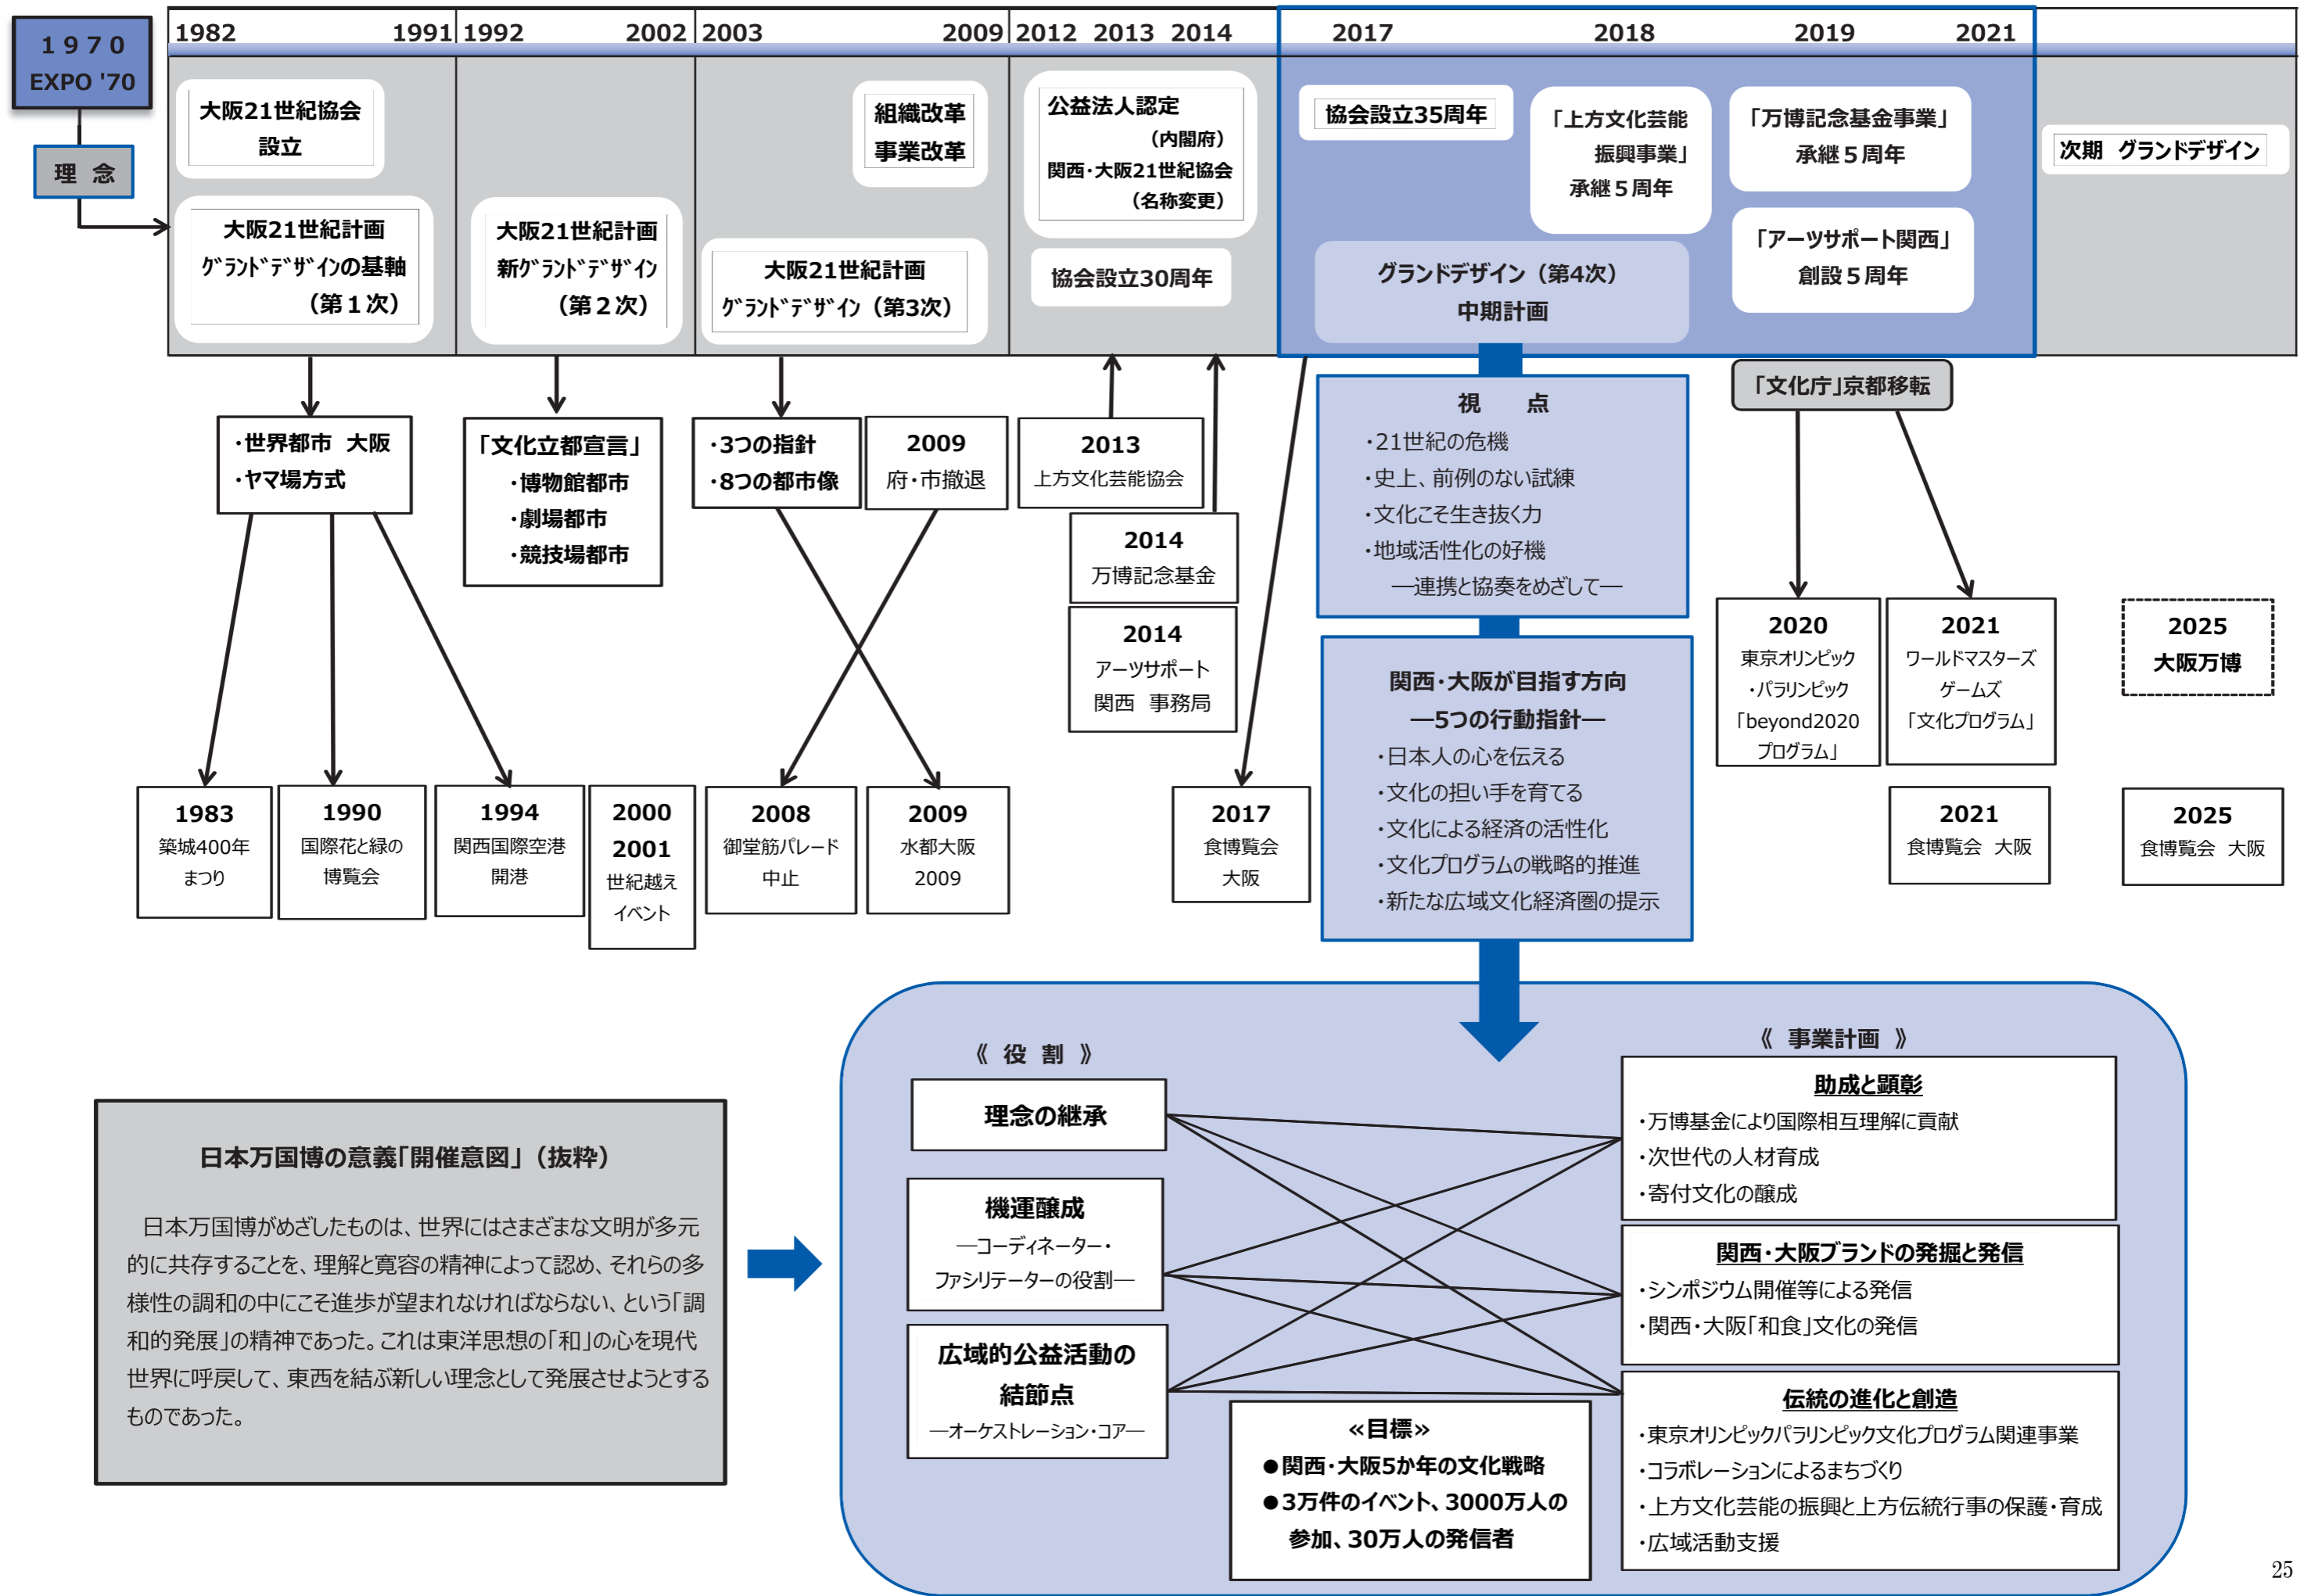 1970
EXPO '70
理 念
1982 1991 1992 2002 2003 2009 2012 2013 2014 2017 2018 2019 2021
大阪21世紀協会
設立
大阪21世紀計画
ｸﾞﾗﾝﾄﾞﾃﾞｻﾞｲﾝの基軸
（第１次）
大阪21世紀計画
新ｸﾞﾗﾝﾄﾞﾃﾞｻﾞｲﾝ
（第２次）
組織改革
事業改革
大阪21世紀計画
ｸﾞﾗﾝﾄﾞﾃﾞｻﾞｲﾝ（第3次）
公益法人認定
（内閣府）
関西･大阪21世紀協会
（名称変更）
協会設立30周年
協会設立35周年
「上方文化芸能
振興事業」
承継５周年
「万博記念基金事業」
承継５周年
「アーツサポート関西」
創設５周年
グランドデザイン（第4次）
中期計画
次期 グランドデザイン
・世界都市 大阪
・ヤマ場方式
「文化立都宣言」
・博物館都市
・劇場都市
・競技場都市
・3つの指針
・8つの都市像
2009
府･市撤退
2013
上方文化芸能協会
2014
万博記念基金
2014
アーツサポート
関西 事務局
視 点
・21世紀の危機
・史上、前例のない試練
・文化こそ生き抜く力
・地域活性化の好機
―連携と協奏をめざして―
「文化庁」京都移転
2020
東京オリンピック
・パラリンピック
「beyond2020
プログラム」
2021
ワールドマスターズ
ゲームズ
「文化プログラム」
2025
大阪万博
関西･大阪が目指す方向
―5つの行動指針―
・日本人の心を伝える
・文化の担い手を育てる
・文化による経済の活性化
・文化プログラムの戦略的推進
・新たな広域文化経済圏の提示
1983
築城400年
まつり
1990
国際花と緑の
博覧会
1994
関西国際空港
開港
2000
2001
世紀越え
イベント
2008
御堂筋パレード
中止
2009
水都大阪
2009
2017
食博覧会
大阪
2021
食博覧会 大阪
2025
食博覧会 大阪
日本万国博の意義「開催意図」（抜粋）
日本万国博がめざしたものは、世界にはさまざまな文明が多元
的に共存することを、理解と寛容の精神によって認め、それらの多
様性の調和の中にこそ進歩が望まれなければならない、という「調
和的発展」の精神であった。これは東洋思想の「和」の心を現代
世界に呼戻して、東西を結ぶ新しい理念として発展させようとする
ものであった。
《 役 割 》
理念の継承
機運醸成
―コーディネーター・
ファシリテーターの役割―
広域的公益活動の
結節点
―オーケストレーション・コア―
≪目標≫
●関西･大阪5か年の文化戦略
●3万件のイベント、3000万人の
参加、30万人の発信者
《 事業計画 》
助成と顕彰
・万博基金により国際相互理解に貢献
・次世代の人材育成
・寄付文化の醸成
関西･大阪ブランドの発掘と発信
・シンポジウム開催等による発信
・関西･大阪「和食」文化の発信
伝統の進化と創造
・東京オリンピックパラリンピック文化プログラム関連事業
・コラボレーションによるまちづくり
・上方文化芸能の振興と上方伝統行事の保護･育成
・広域活動支援
25